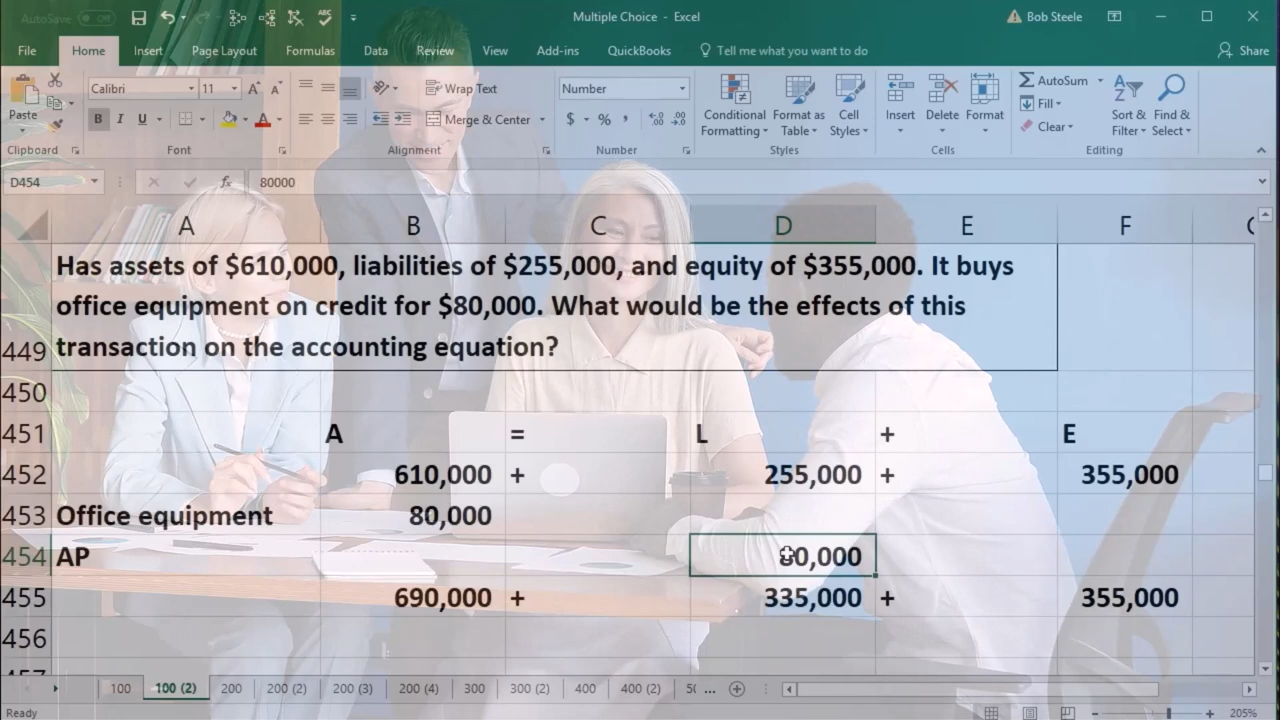 AutoSave Off Multiple Choice - Excel Bob Steele
File Home Insert Page Layout Formulas Data Review View Add-ins QuickBooks Tell me what you want to do Share
Calibri 11 Wrap Text Number AutoSum
Paste Conditional Formatting Format as Table Cell Styles Insert Delete Format Fill Sort & Filter Find & Select
B I U A Merge & Center $ % , Clear
Clipboard Font Alignment Number Styles Cells Editing
D454 fx 80000
A B C D E F
Has assets of $610,000, liabilities of $255,000, and equity of $355,000. It buys
office equipment on credit for $80,000. What would be the effects of this
449 transaction on the accounting equation?
450
451 A = L + E
452 610,000 + 255,000 + 355,000
453 Office equipment 80,000
454 AP 0,000
455 690,000 + 335,000 + 355,000
456
100 100 (2) 200 200 (2) 200 (3) 200 (4) 300 300 (2) 400 400 (2) ...
Ready 205%